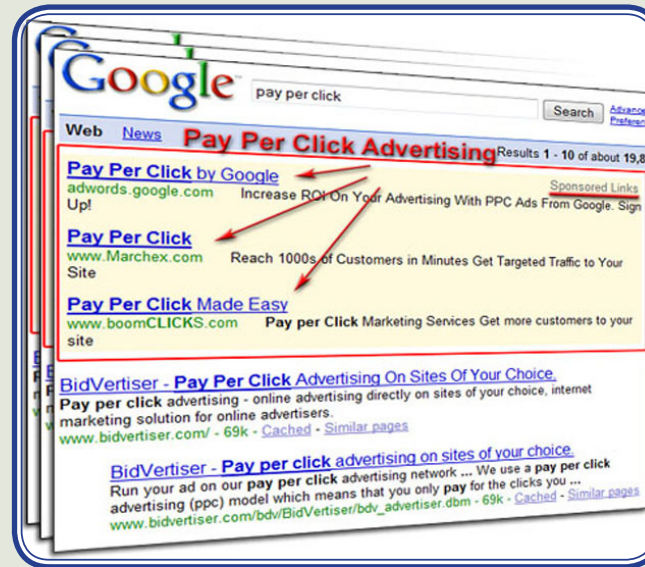 Google
pay per click
Search
Web News
Pay Per Click Advertising
Results 1 - 10 of about 19,8
Pay Per Click by Google
Sponsored Links
adwords.google.com Increase ROI On Your Advertising With PPC Ads From Google. Sign
Up!
Pay Per Click
www.Marchex.com Reach 1000s of Customers in Minutes Get Targeted Traffic to Your
Site
Pay Per Click Made Easy
www.boomCLICKS.com Pay per Click Marketing Services Get more customers to your
site
BidVertiser - Pay Per Click Advertising On Sites Of Your Choice.
Pay per click advertising - online advertising directly on sites of your choice, internet
marketing solution for online advertisers.
www.bidvertiser.com/ - 69k - Cached - Similar pages
BidVertiser - Pay per click advertising on sites of your choice.
Run your ad on our pay per click advertising network ... We use a pay per click
advertising (ppc) model which means that you only pay for the clicks you ...
www.bidvertiser.com/bdv/BidVertiser/bdv_advertiser.dbm - 69k - Cached - Similar pages